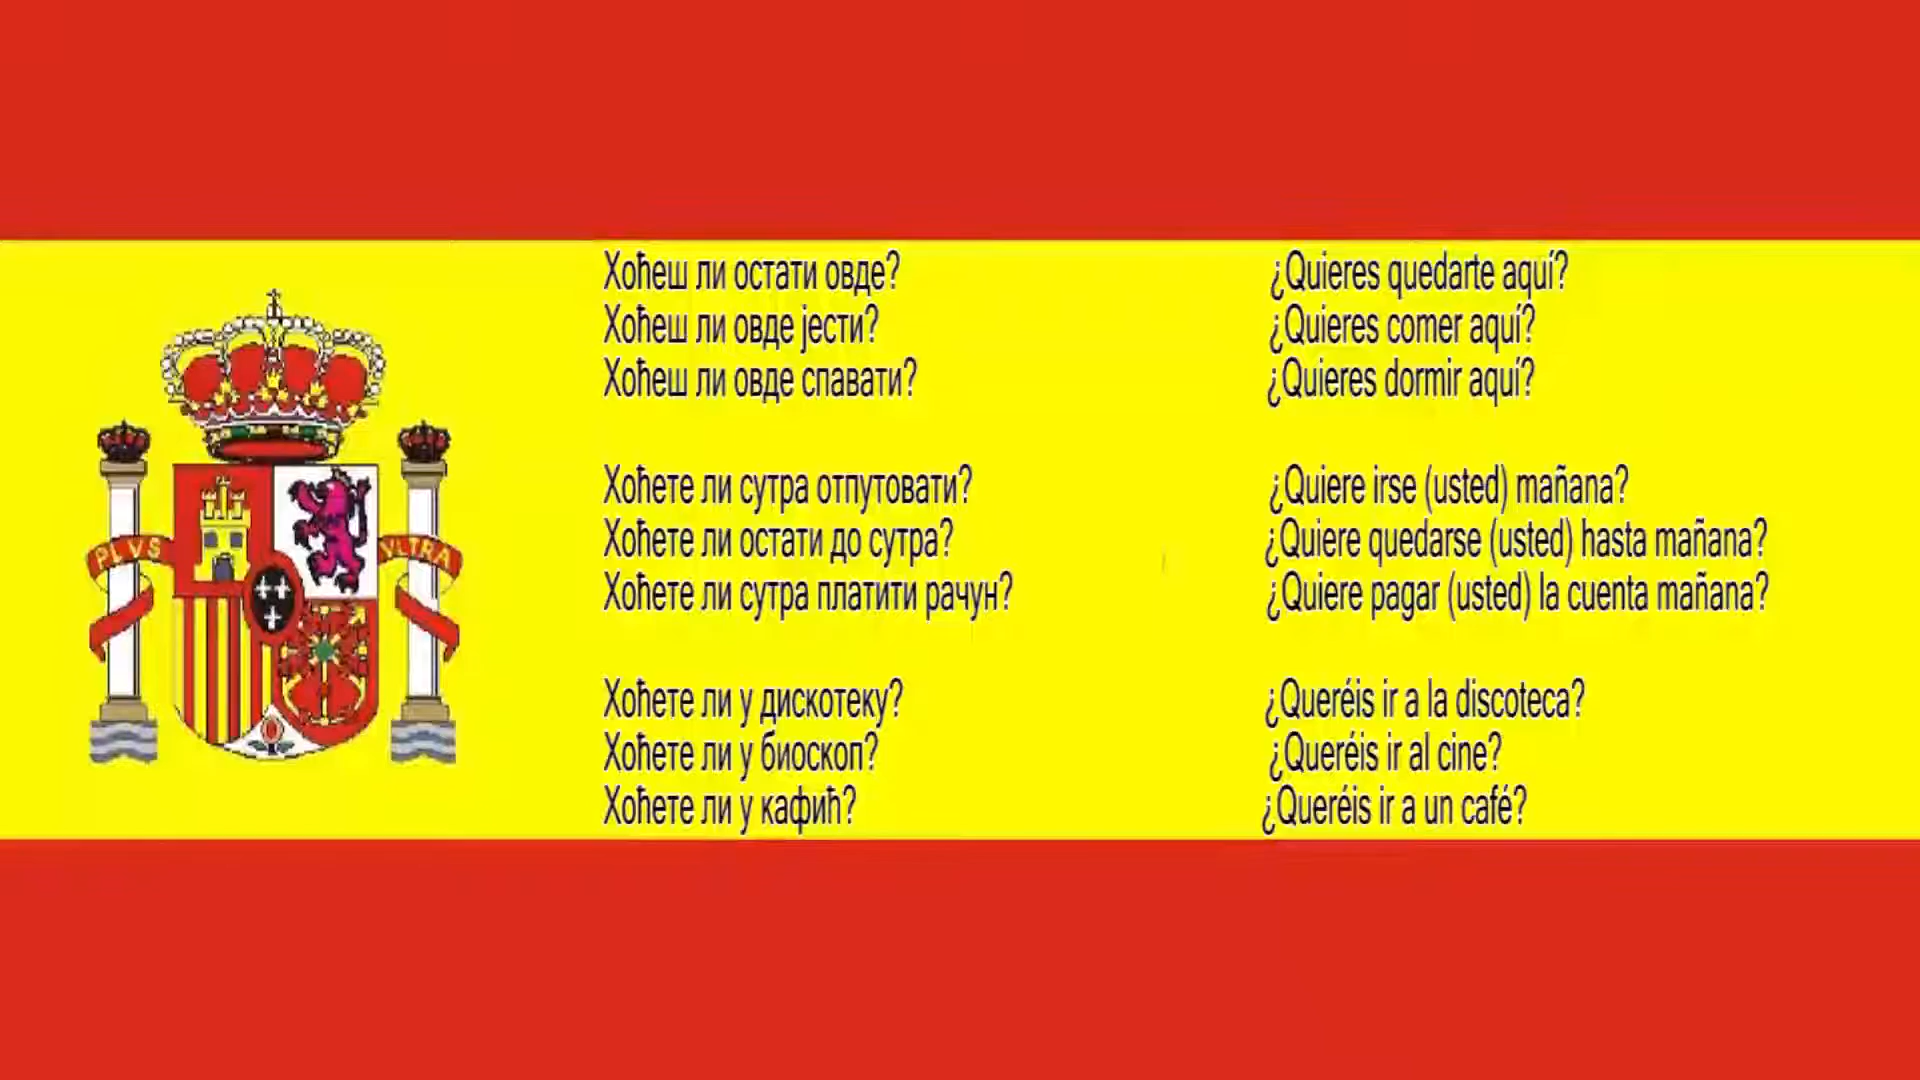 PLVS VLTRA
Хоћеш ли остати овде? ¿Quieres quedarte aquí?
Хоћеш ли овде јести? ¿Quieres comer aquí?
Хоћеш ли овде спавати? ¿Quieres dormir aquí?
Хоћете ли сутра отпутовати? ¿Quiere irse (usted) mañana?
Хоћете ли остати до сутра? ¿Quiere quedarse (usted) hasta mañana?
Хоћете ли сутра платити рачун? ¿Quiere pagar (usted) la cuenta mañana?
Хоћете ли у дискотеку? ¿Queréis ir a la discoteca?
Хоћете ли у биоскоп? ¿Queréis ir al cine?
Хоћете ли у кафић? ¿Queréis ir a un café?